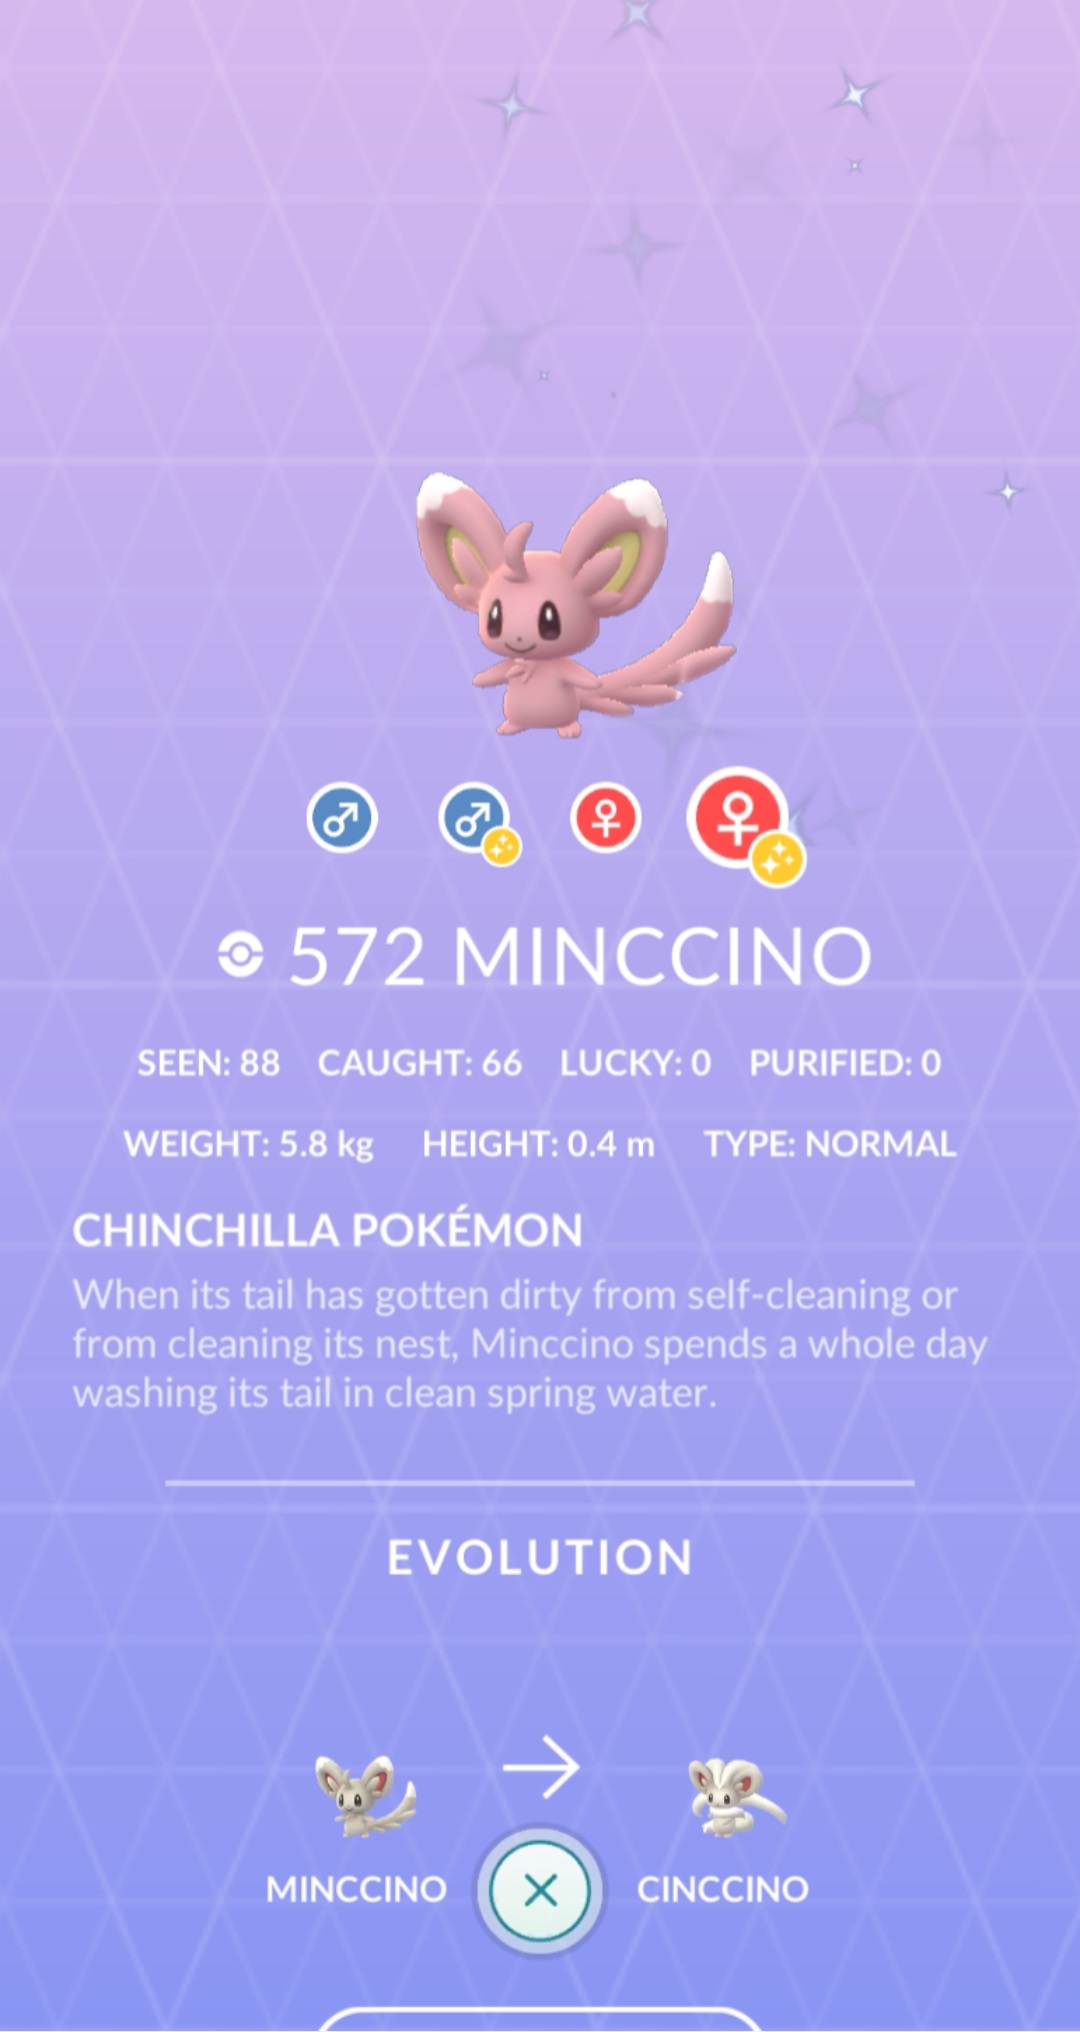 572 MINCCINO
SEEN: 88 CAUGHT: 66 LUCKY: 0 PURIFIED: 0
WEIGHT: 5.8 kg HEIGHT: 0.4 m TYPE: NORMAL
CHINCHILLA POKÉMON
When its tail has gotten dirty from self-cleaning or
from cleaning its nest, Minccino spends a whole day
washing its tail in clean spring water.
EVOLUTION
MINCCINO CINCCINO